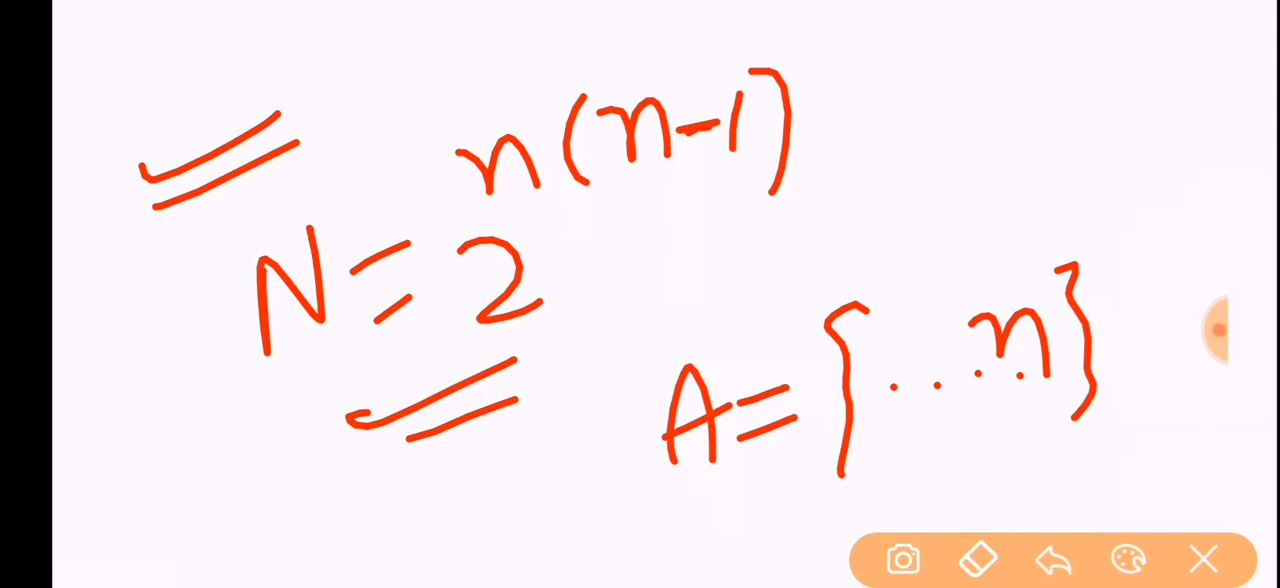 n(n-1)
N=2
A={....n}